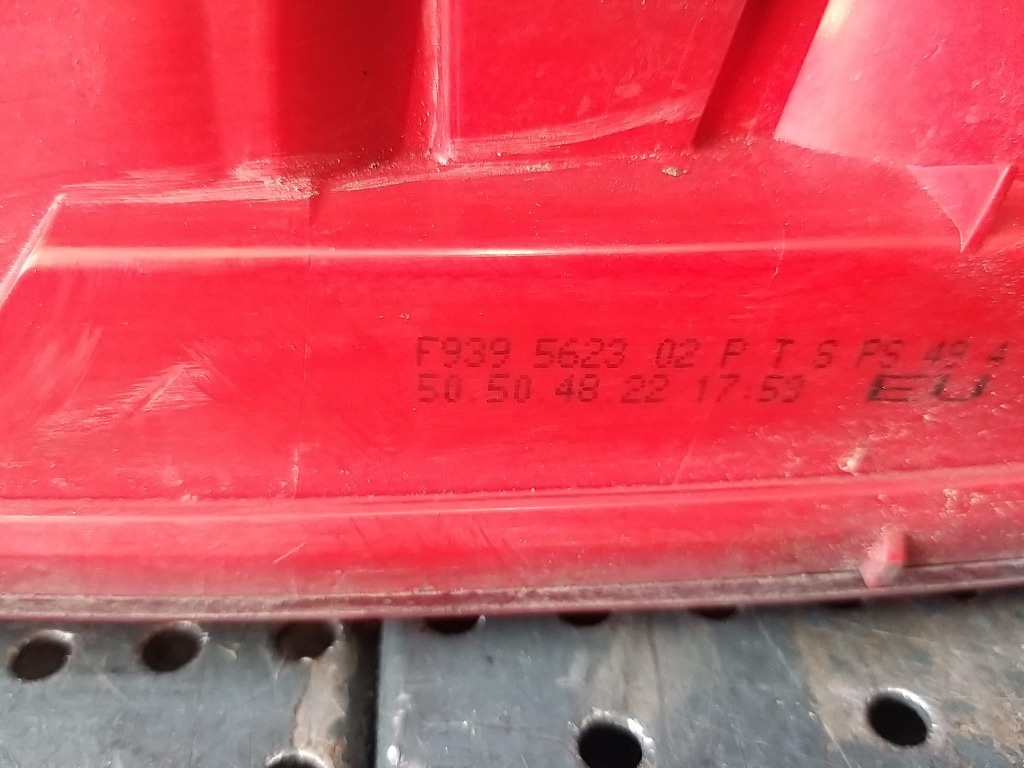 F939 5623 02 P T S PS 49 4
50.50 48.22 17.53 EU